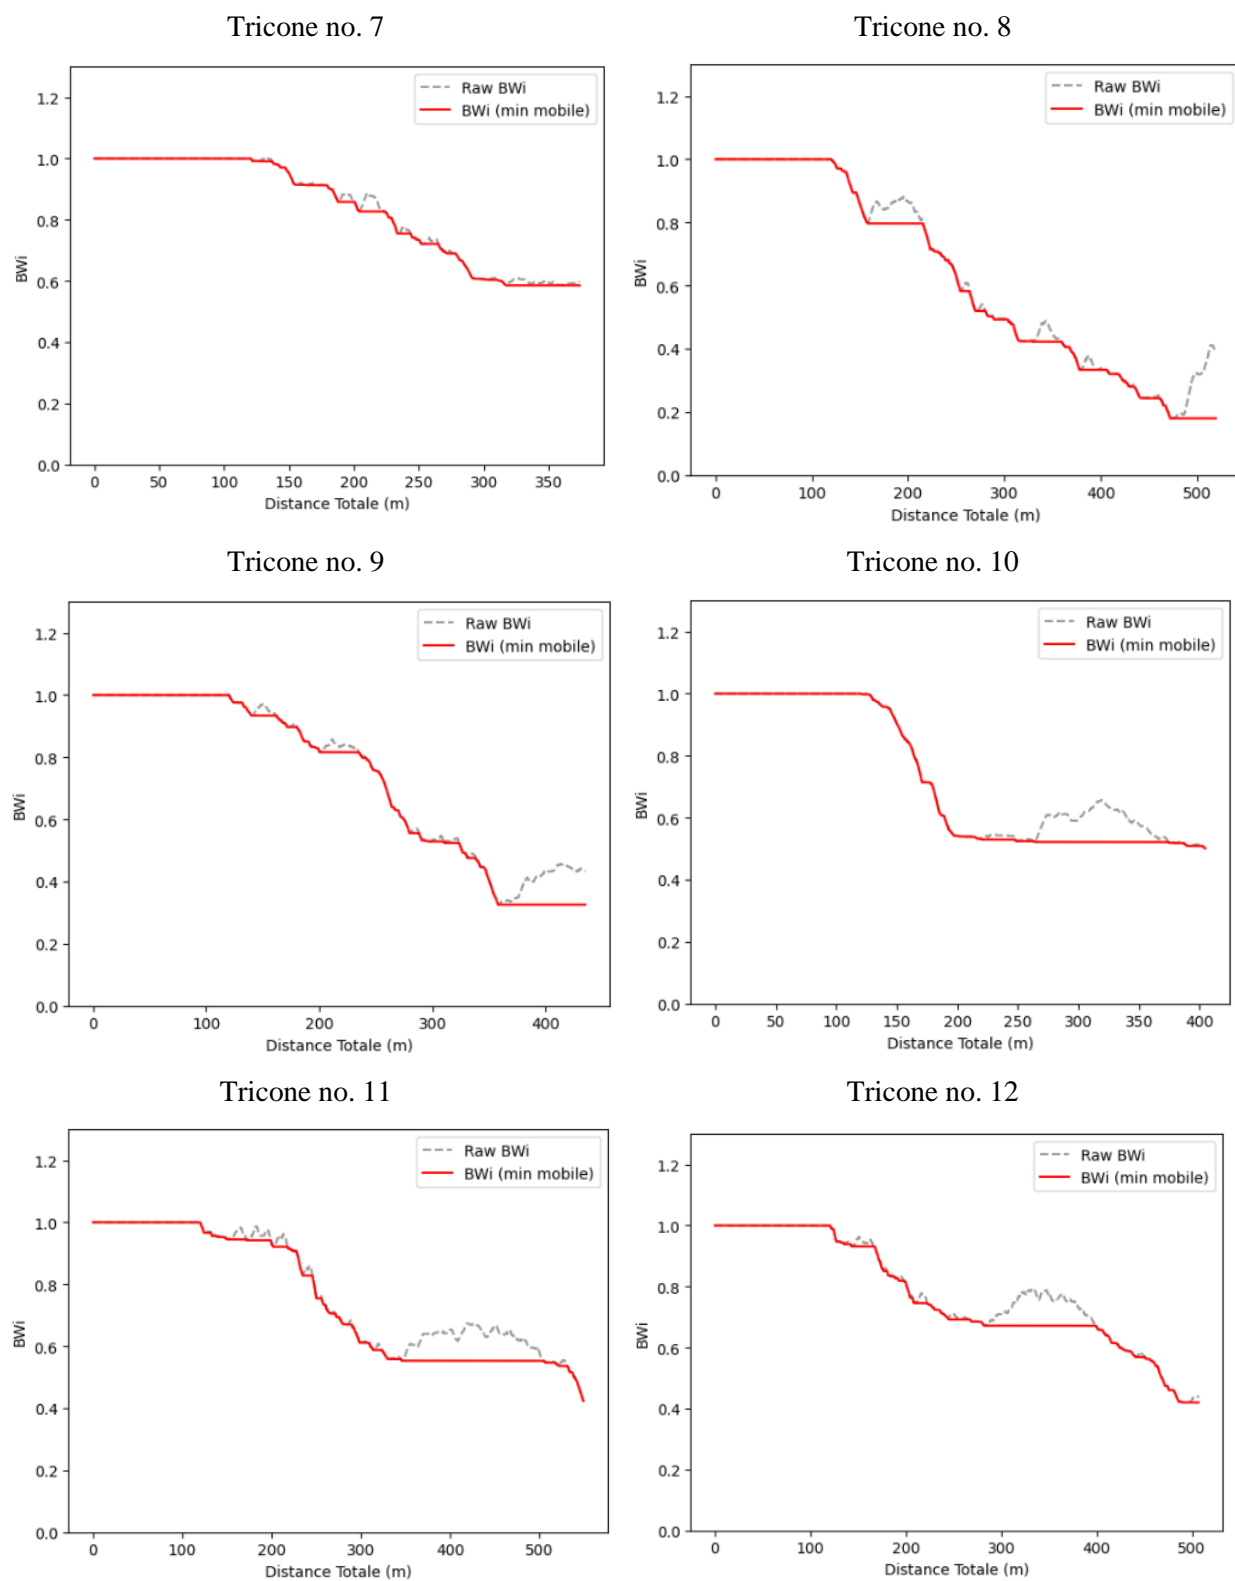 Tricone no. 7
Tricone no. 8
Raw BWi
BWi (min mobile)
1.2
1.0
0.8
0.6
0.4
0.2
0.0
BWi
0 50 100 150 200 250 300 350
Distance Totale (m)
Raw BWi
BWi (min mobile)
1.2
1.0
0.8
0.6
0.4
0.2
0.0
BWi
0 100 200 300 400 500
Distance Totale (m)
Tricone no. 9
Tricone no. 10
Raw BWi
BWi (min mobile)
1.2
1.0
0.8
0.6
0.4
0.2
0.0
BWi
0 100 200 300 400
Distance Totale (m)
Raw BWi
BWi (min mobile)
1.2
1.0
0.8
0.6
0.4
0.2
0.0
BWi
0 50 100 150 200 250 300 350 400
Distance Totale (m)
Tricone no. 11
Tricone no. 12
Raw BWi
BWi (min mobile)
1.2
1.0
0.8
0.6
0.4
0.2
0.0
BWi
0 100 200 300 400 500
Distance Totale (m)
Raw BWi
BWi (min mobile)
1.2
1.0
0.8
0.6
0.4
0.2
0.0
BWi
0 100 200 300 400 500
Distance Totale (m)